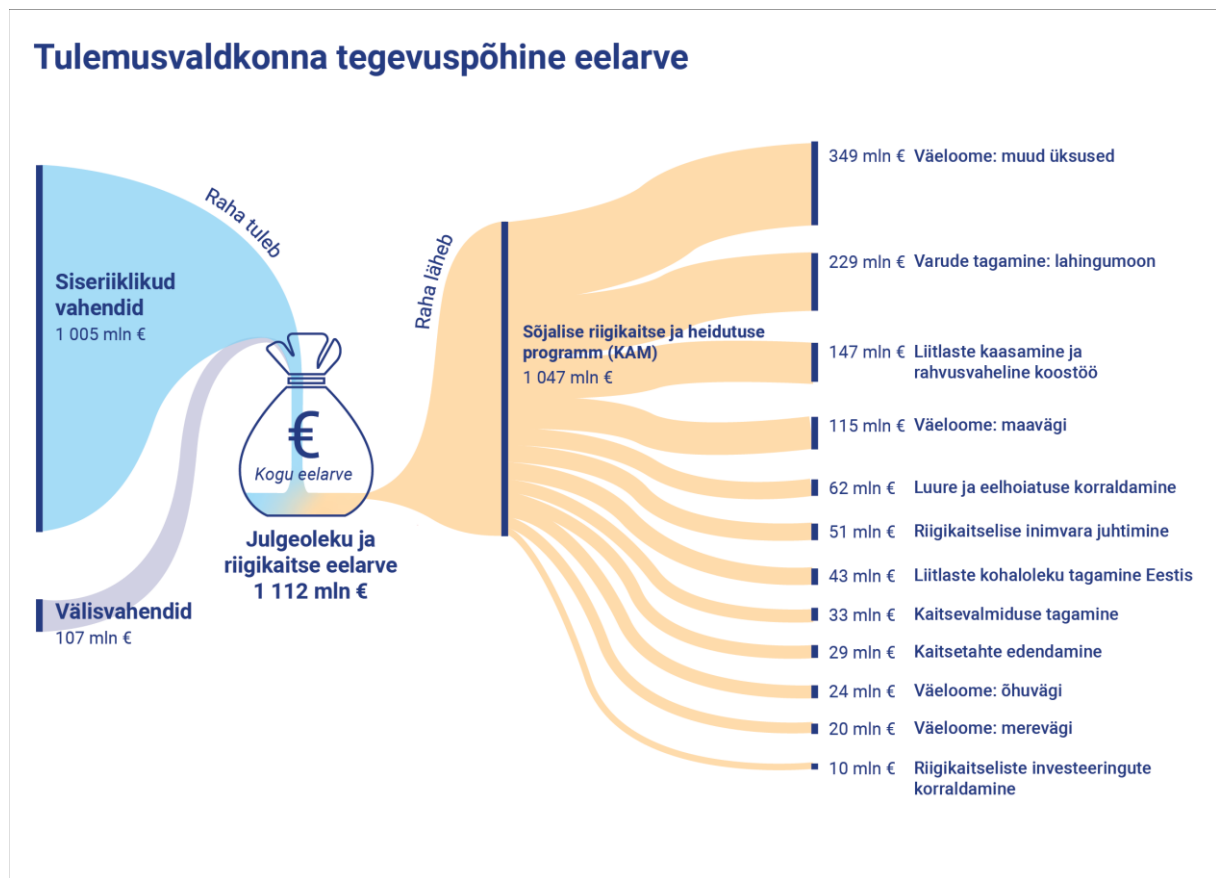 Tulemusvaldkonna tegevuspõhine eelarve
Raha tuleb
Siseriiklikud
vahendid
1 005 mln €
Välisvahendid
107 mln €
€
Kogu eelarve
Julgeoleku ja
riigikaitse eelarve
1 112 mln €
Raha läheb
Sõjalise riigikaitse ja heidutuse
programm (KAM)
1 047 mln €
349 mln € Väeloome: muud üksused
229 mln € Varude tagamine: lahingumoon
147 mln € Liitlaste kaasamine ja
rahvusvaheline koostöö
115 mln € Väeloome: maavägi
62 mln € Luure ja eelhoiatuse korraldamine
51 mln € Riigikaitselise inimvara juhtimine
43 mln € Liitlaste kohaloleku tagamine Eestis
33 mln € Kaitsevalmiduse tagamine
29 mln € Kaitsetahte edendamine
24 mln € Väeloome: õhuvägi
20 mln € Väeloome: merevägi
10 mln € Riigikaitseliste investeeringute
korraldamine